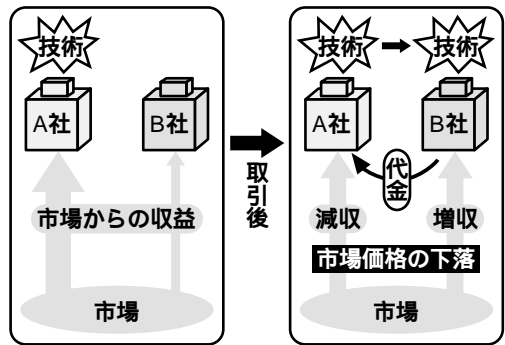 技術
A社
B社
市場からの収益
市場
取引後
技術
技術
A社
B社
代金
減収
増収
市場価格の下落
市場